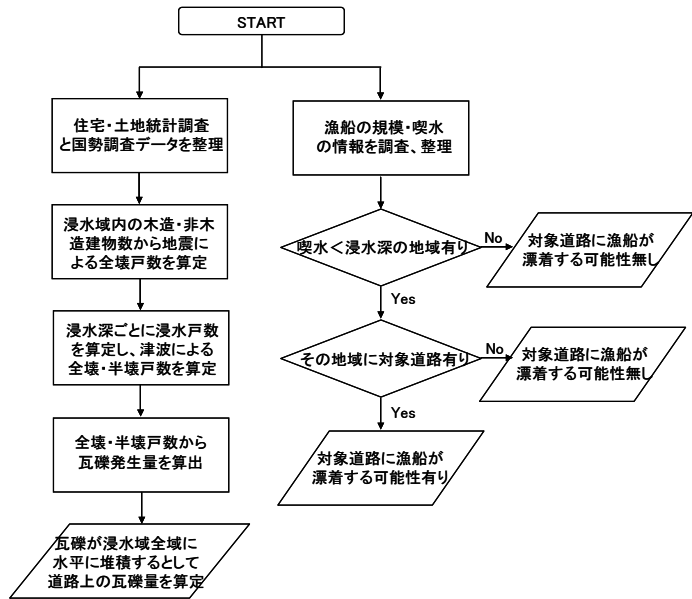 START
住宅・土地統計調査
と国勢調査データを整理
浸水域内の木造・非木
造建物数から地震に
よる全壊戸数を算定
浸水深ごとに浸水戸数
を算定し、津波による
全壊・半壊戸数を算定
全壊・半壊戸数から
瓦礫発生量を算出
瓦礫が浸水域全域に
水平に堆積するとして
道路上の瓦礫量を算定
漁船の規模・喫水
の情報を調査、整理
喫水＜浸水深の地域有り
No
対象道路に漁船が
漂着する可能性無し
Yes
その地域に対象道路有り
No
対象道路に漁船が
漂着する可能性無し
Yes
対象道路に漁船が
漂着する可能性有り